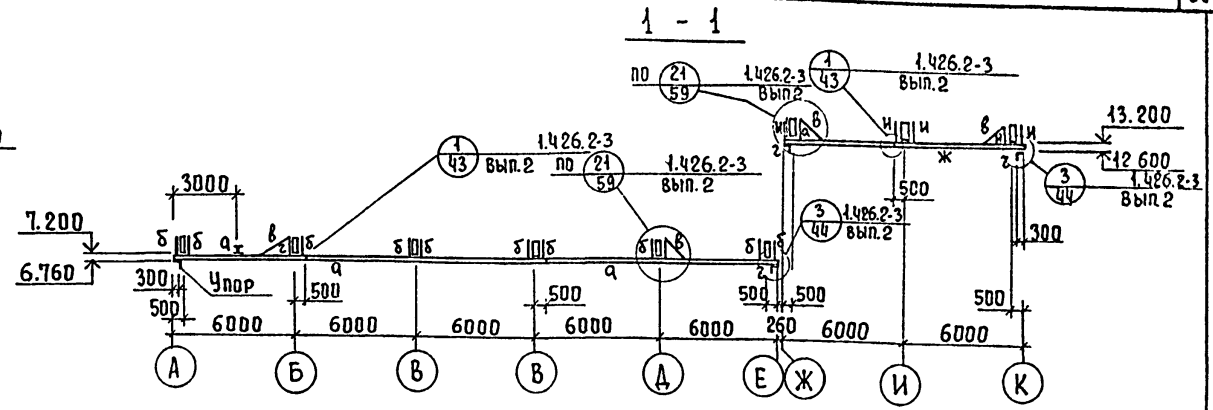 1 - 1
по 21 59 1.426.2-3 вып.2
1 43 1.426.2-3 вып.2
и а в и и в и и
13.200
12 600
г ж г
3 44 1.426.2-3 вып.2
500
300
500
1 43 1.426.2-3 вып.2
по 21 59 1.426.2-3 вып.2
3 44 1.426.2-3 вып.2
3000
7.200
6.760
б б а в г б б б б б б в б б
а а г
Упор
300
500
500
500
500
500
6000 6000 6000 6000 6000 260 6000 6000
А Б В В Д Е Ж И К